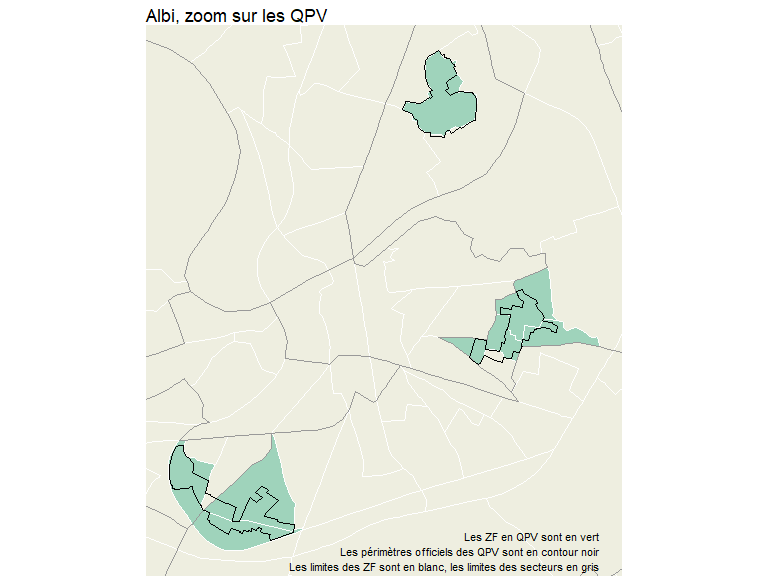 Albi, zoom sur les QPV
Les ZF en QPV sont en vert
Les périmètres officiels des QPV sont en contour noir
Les limites des ZF sont en blanc, les limites des secteurs en gris